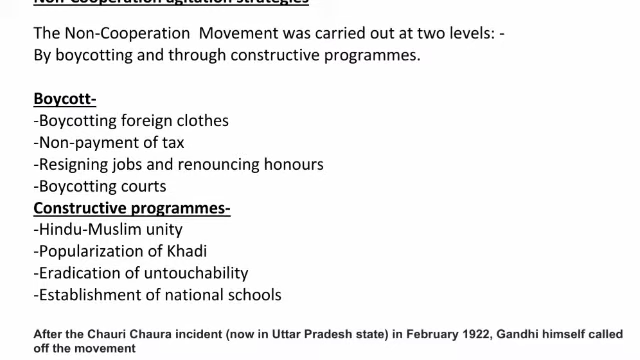 Non-Cooperation agitation strategies
The Non-Cooperation  Movement was carried out at two levels: -
By boycotting and through constructive programmes.
Boycott-
-Boycotting foreign clothes
-Non-payment of tax
-Resigning jobs and renouncing honours
-Boycotting courts
Constructive programmes-
-Hindu-Muslim unity
-Popularization of Khadi
-Eradication of untouchability
-Establishment of national schools
After the Chauri Chaura incident (now in Uttar Pradesh state) in February 1922, Gandhi himself called
off the movement